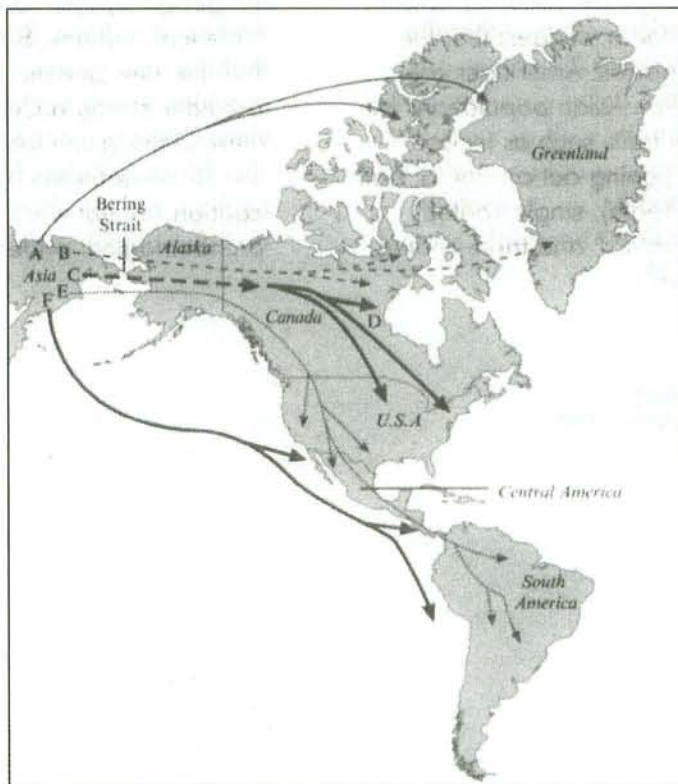 Greenland
Bering
Strait
Alaska
A
B
Asia
C
E
F
Canada
D
U.S.A
Central America
South
America